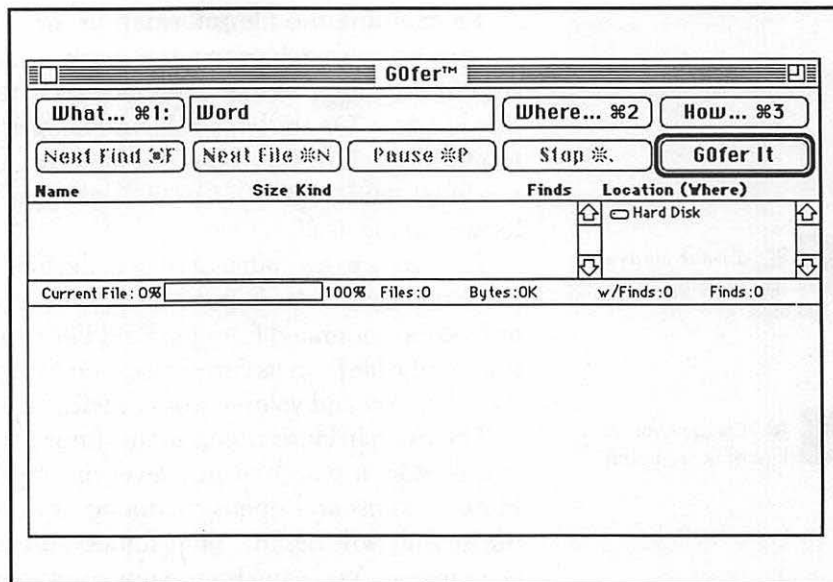 GOfer™
What... ⌘1: Word Where... ⌘2 How... ⌘3
Next Find ⌘F Next File ⌘N Pause ⌘P Stop ⌘. GOfer It
Name Size Kind Finds Location (Where)
Hard Disk
Current File: 0% 100% Files:0 Bytes:0K w/Finds:0 Finds:0